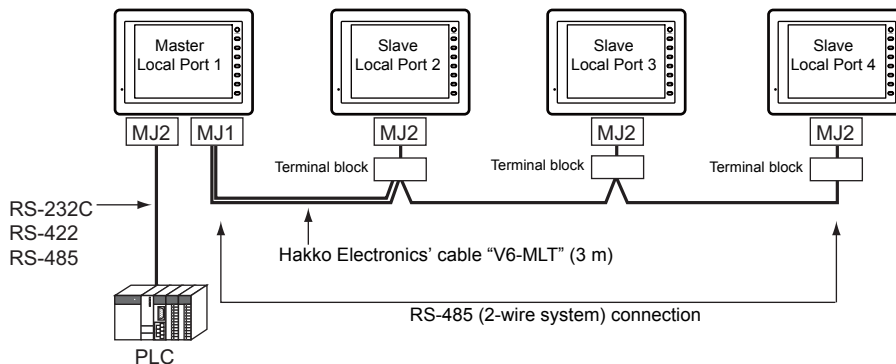 Master
Local Port 1
Slave
Local Port 2
Slave
Local Port 3
Slave
Local Port 4
MJ2
MJ1
MJ2
MJ2
MJ2
Terminal block
Terminal block
Terminal block
RS-232C
RS-422
RS-485
Hakko Electronics’ cable “V6-MLT” (3 m)
RS-485 (2-wire system) connection
PLC